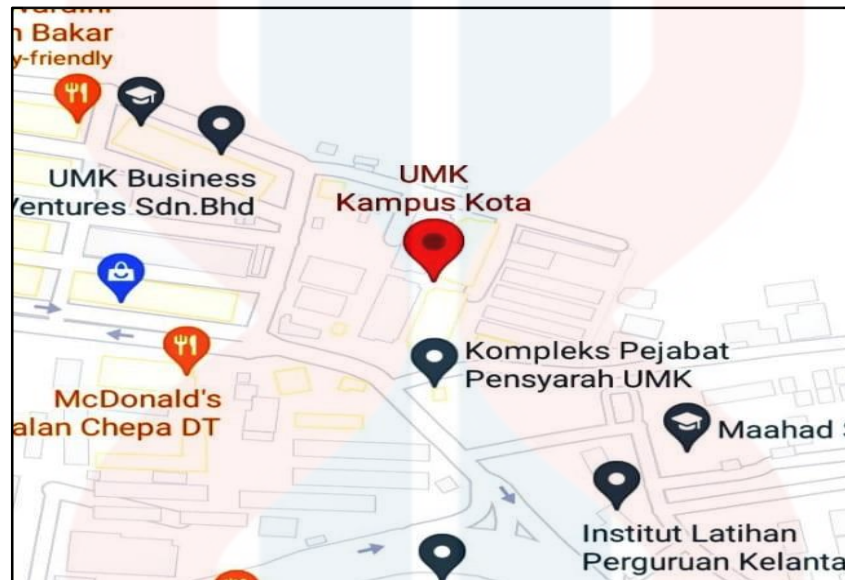 n Bakar
y-friendly
UMK Business
Ventures Sdn.Bhd
UMK
Kampus Kota
Kompleks Pejabat
Pensyarah UMK
McDonald's
alan Chepa DT
Maahad S
Institut Latihan
Perguruan Kelanta